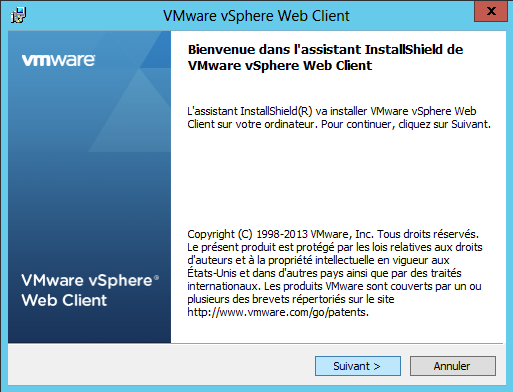 VMware vSphere Web Client
vmware
Bienvenue dans l'assistant InstallShield de
VMware vSphere Web Client
L'assistant InstallShield(R) va installer VMware vSphere Web
Client sur votre ordinateur. Pour continuer, cliquez sur Suivant.
Copyright (C) 1998-2013 VMware, Inc. Tous droits réservés.
Le présent produit est protégé par les lois relatives aux droits
d'auteurs et à la propriété intellectuelle en vigueur aux
États-Unis et dans d'autres pays ainsi que par des traités
internationaux. Les produits VMware sont couverts par un ou
plusieurs des brevets répertoriés sur le site
http://www.vmware.com/go/patents.
VMware vSphere®
Web Client
Suivant >
Annuler